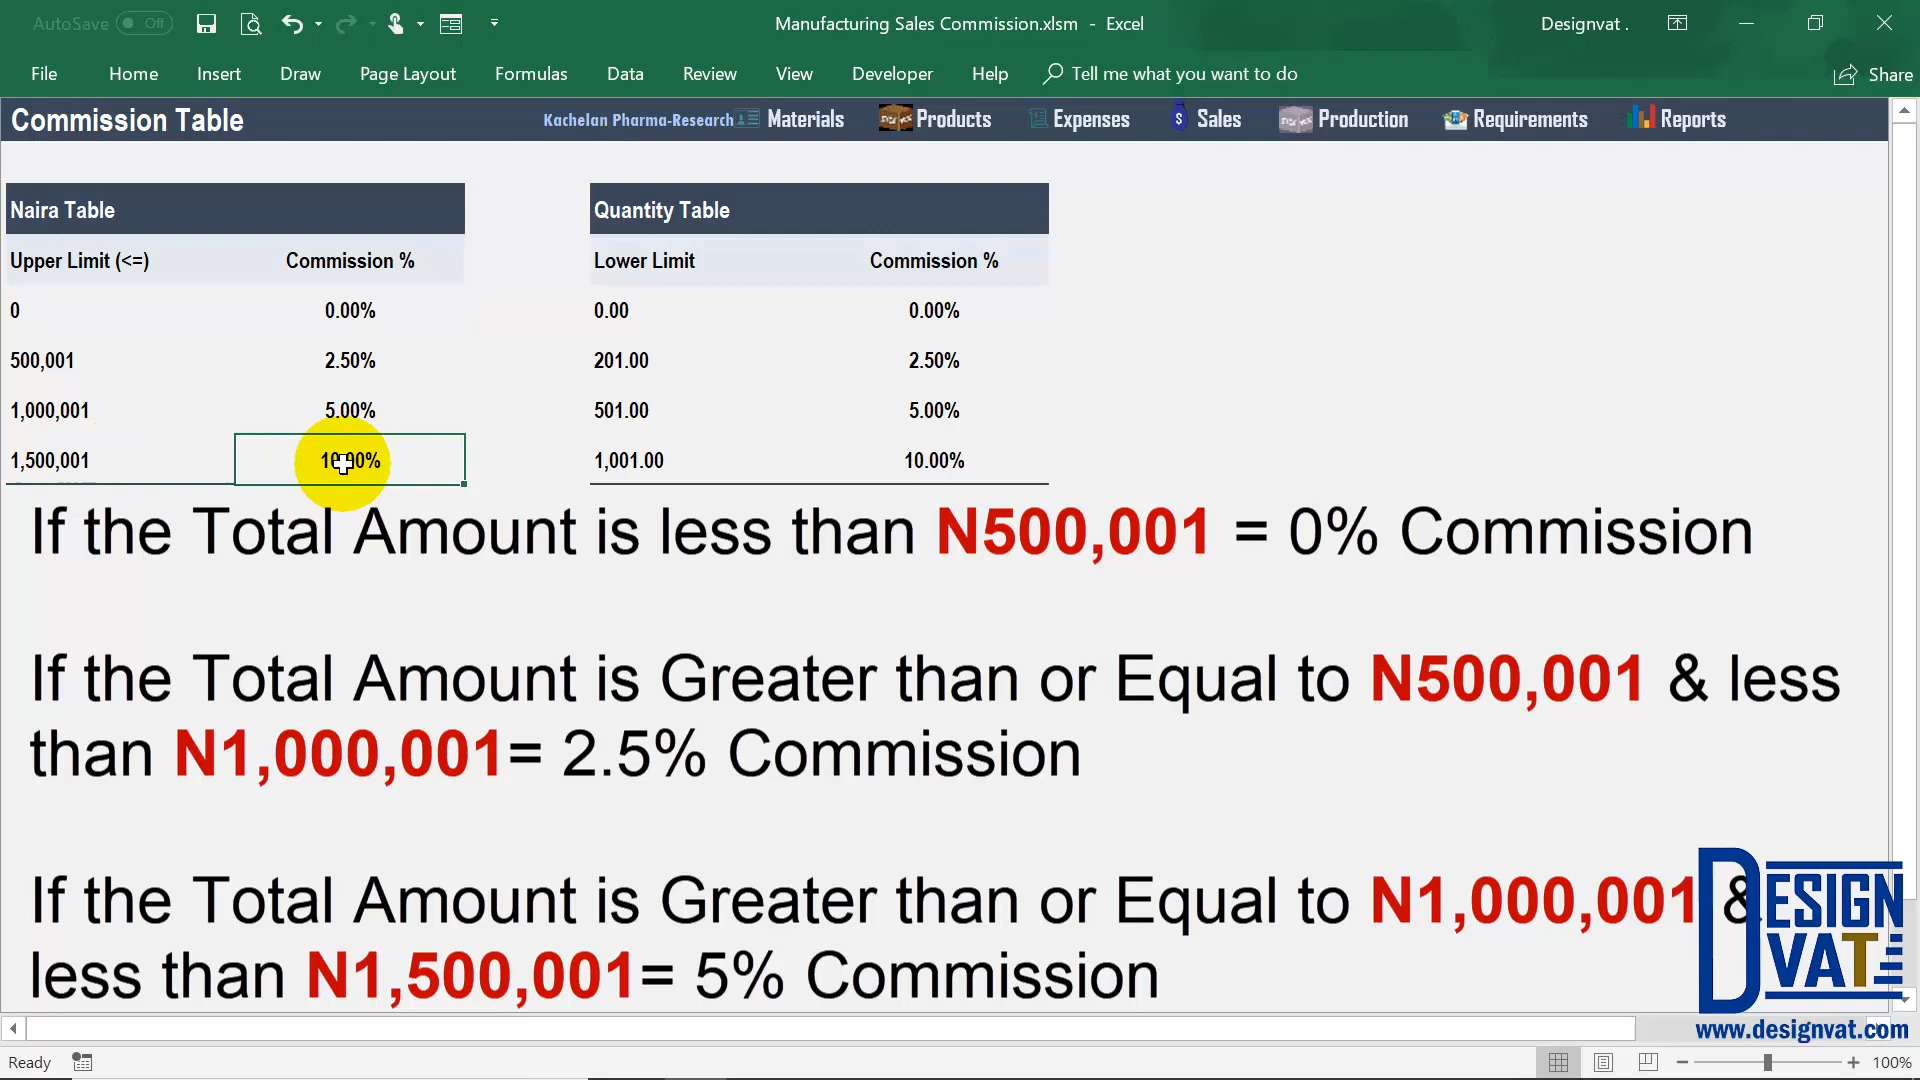 AutoSave Off
Manufacturing Sales Commission.xlsm - Excel
Designvat .
File Home Insert Draw Page Layout Formulas Data Review View Developer Help Tell me what you want to do Share
Commission Table Kachelan Pharma-Research Materials Products Expenses Sales Production Requirements Reports
Naira Table Quantity Table
Upper Limit (<=) Commission % Lower Limit Commission %
0 0.00% 0.00 0.00%
500,001 2.50% 201.00 2.50%
1,000,001 5.00% 501.00 5.00%
1,500,001 10.00% 1,001.00 10.00%
If the Total Amount is less than N500,001 = 0% Commission
If the Total Amount is Greater than or Equal to N500,001 & less
than N1,000,001= 2.5% Commission
If the Total Amount is Greater than or Equal to N1,000,001 &
less than N1,500,001= 5% Commission
DESIGN
VAT
www.designvat.com
Ready 100%